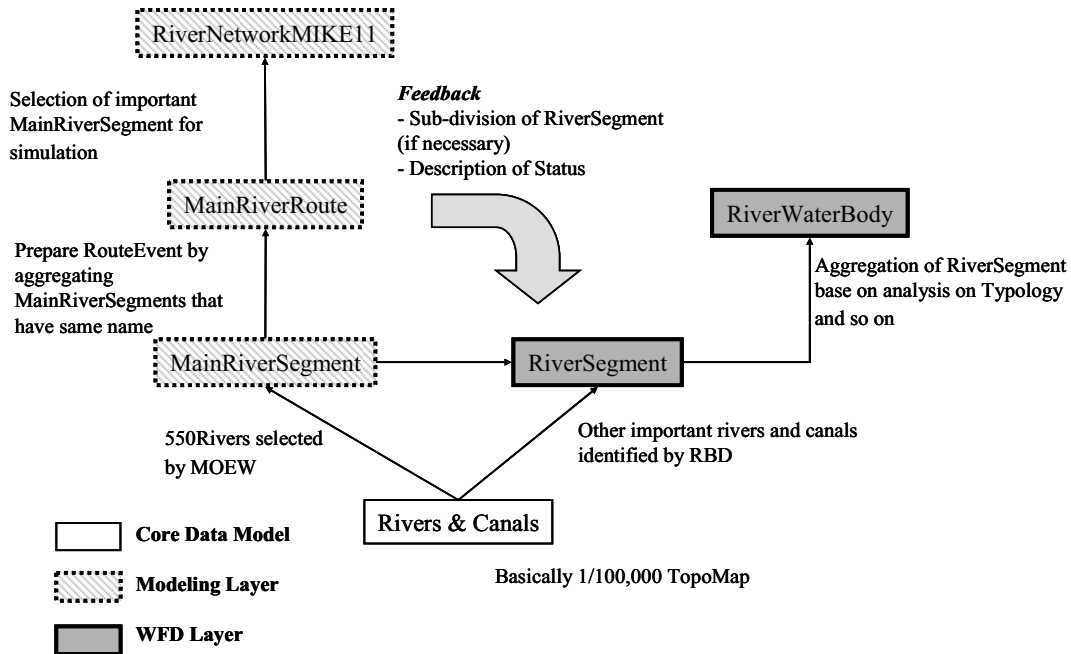 RiverNetworkMIKE11
Selection of important
MainRiverSegment for
simulation
Feedback
- Sub-division of RiverSegment
(if necessary)
- Description of Status
MainRiverRoute
RiverWaterBody
Prepare RouteEvent by
aggregating
MainRiverSegments that
have same name
Aggregation of RiverSegment
base on analysis on Typology
and so on
MainRiverSegment
RiverSegment
550Rivers selected
by MOEW
Other important rivers and canals
identified by RBD
Rivers & Canals
Core Data Model
Basically 1/100,000 TopoMap
Modeling Layer
WFD Layer